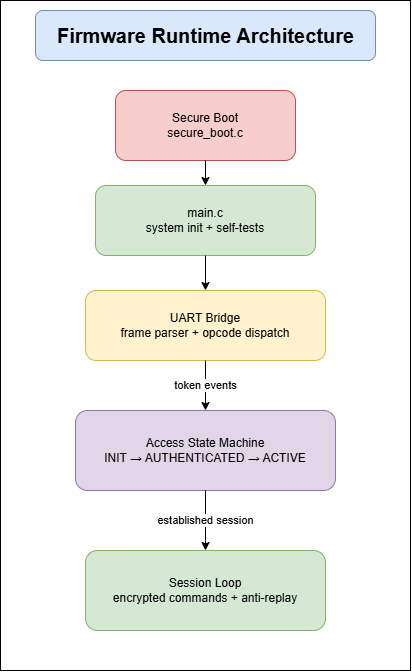 Firmware Runtime Architecture
Secure Boot
secure_boot.c
main.c
system init + self-tests
UART Bridge
frame parser + opcode dispatch
token events
Access State Machine
INIT → AUTHENTICATED → ACTIVE
established session
Session Loop
encrypted commands + anti-replay